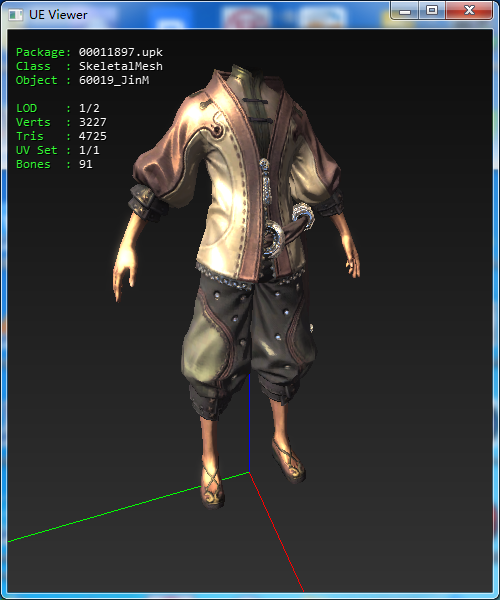 UE Viewer
Package: 00011897.upk
Class : SkeletalMesh
Object : 60019_JinM
LOD : 1/2
Verts : 3227
Tris : 4725
UV Set : 1/1
Bones : 91